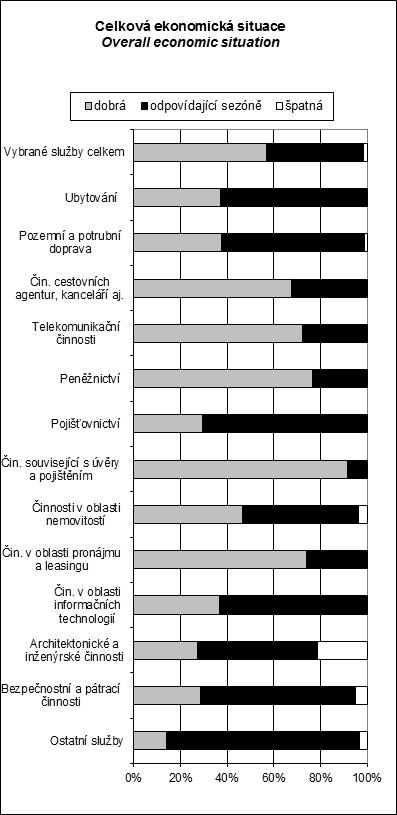 Celková ekonomická situace
Overall economic situation
dobrá odpovídající sezóně špatná
Vybrané služby celkem
Ubytování
Pozemní a potrubní
doprava
Čin. cestovních
agentur, kanceláří aj.
Telekomunikační
činnosti
Peněžnictví
Pojišťovnictví
Čin. související s úvěry
a pojištěním
Činnosti v oblasti
nemovitostí
Čin. v oblasti pronájmu
a leasingu
Čin. v oblasti
informačních
technologií
Architektonické a
inženýrské činnosti
Bezpečnostní a pátrací
činnosti
Ostatní služby
0% 20% 40% 60% 80% 100%